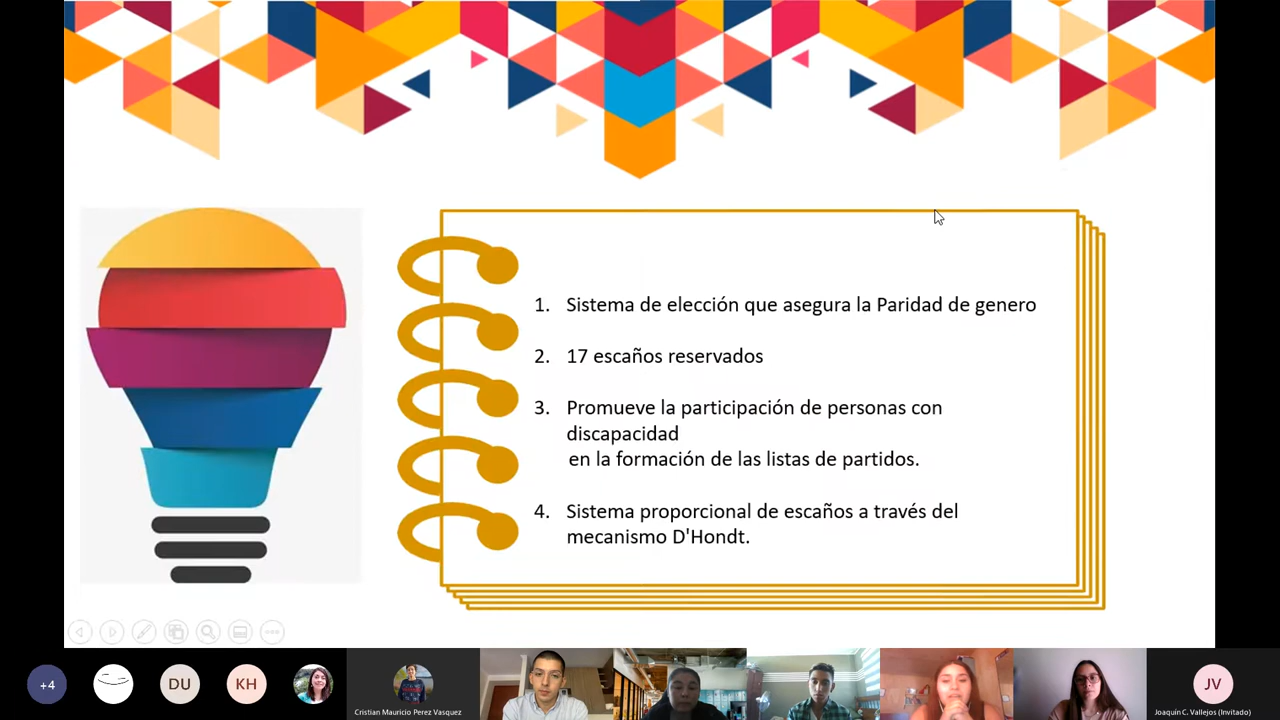 1. Sistema de elección que asegura la Paridad de genero
2. 17 escaños reservados
3. Promueve la participación de personas con
discapacidad
en la formación de las listas de partidos.
4. Sistema proporcional de escaños a través del
mecanismo D'Hondt.
+4
DU
KH
Cristian Mauricio Perez Vasquez
JV
Joaquín C. Vallejos (Invitado)